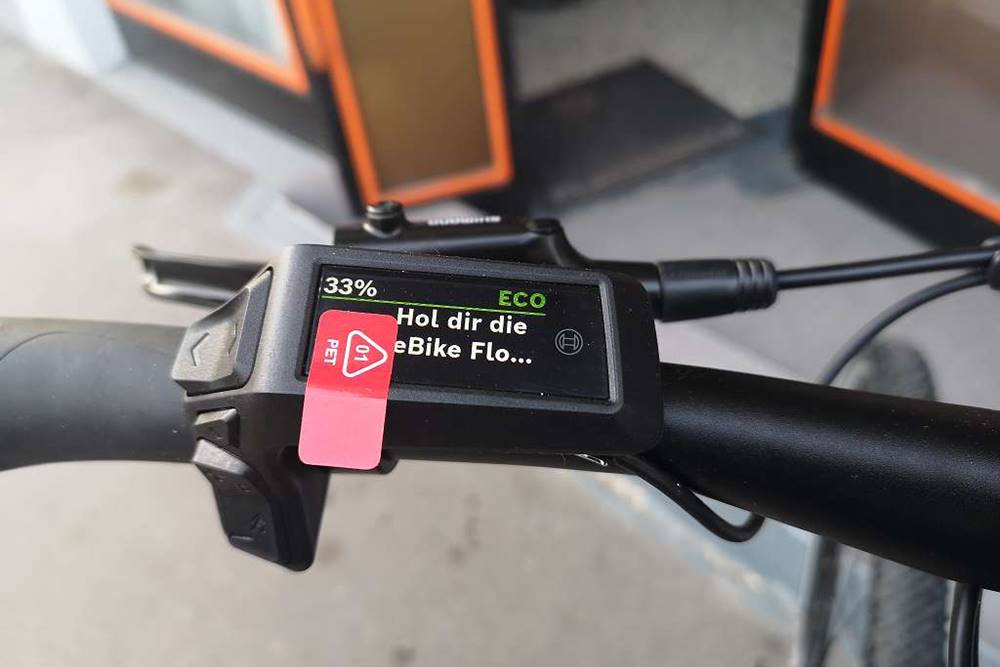 33%
ECO
Hol dir die
eBike Flo...
01
PET